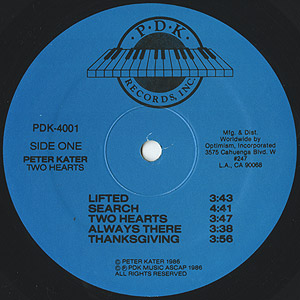 P·D·K
RECORDS, INC.
PDK-4001
SIDE ONE
PETER KATER
TWO HEARTS
Mfg. & Dist.
Worldwide by
Optimism, Incorporated
3575 Cahuenga Blvd. W
#247
L.A., CA 90068
LIFTED 3:43
SEARCH 4:41
TWO HEARTS 3:47
ALWAYS THERE 3:38
THANKSGIVING 3:56
© PETER KATER 1986
© ℗ PDK MUSIC ASCAP 1986
ALL RIGHTS RESERVED